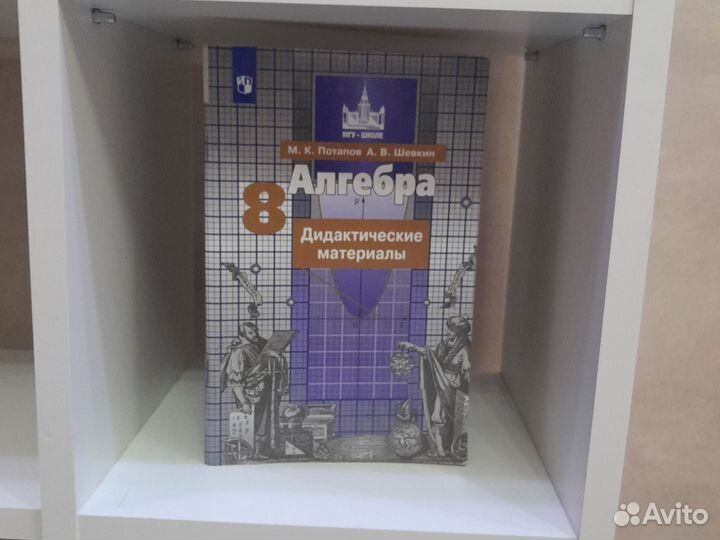 МГУ - ШКОЛЕ
М. К. Потапов А. В. Шевкин
Алгебра
8
Дидактические
материалы
Avito